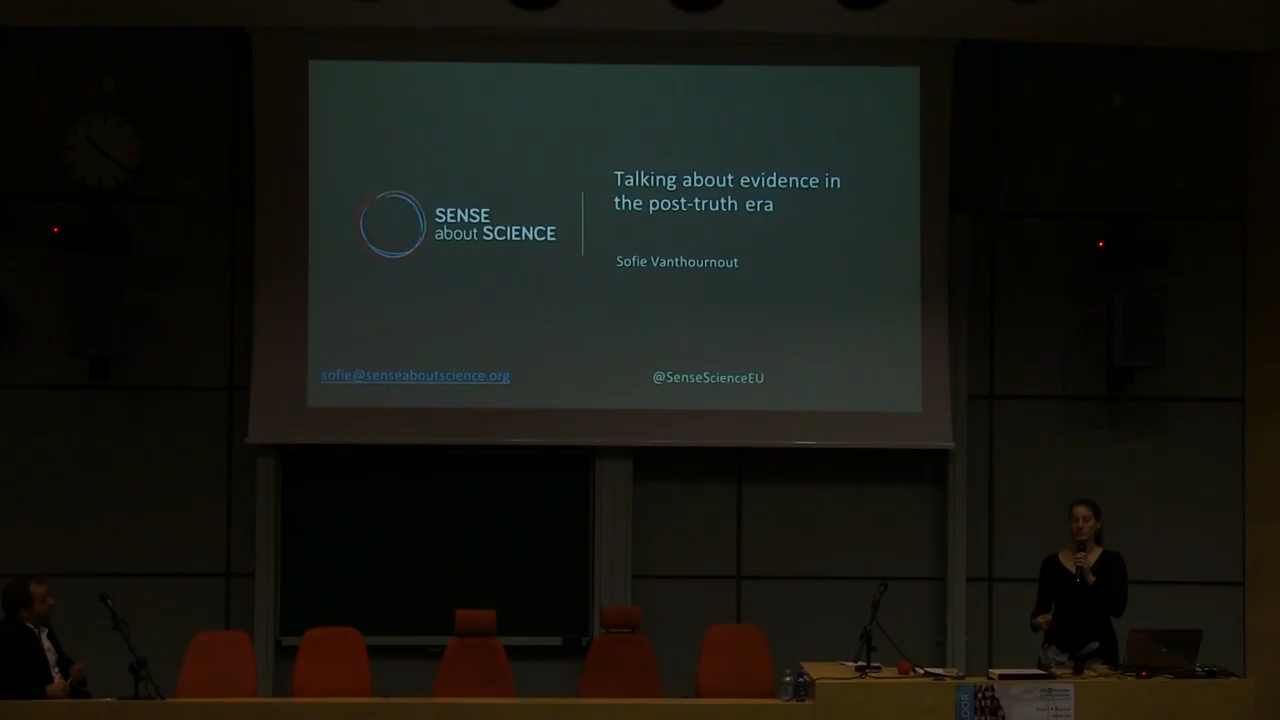 SENSE
about SCIENCE
Talking about evidence in
the post-truth era
Sofie Vanthournout
sofie@senseaboutscience.org
@SenseScienceEU